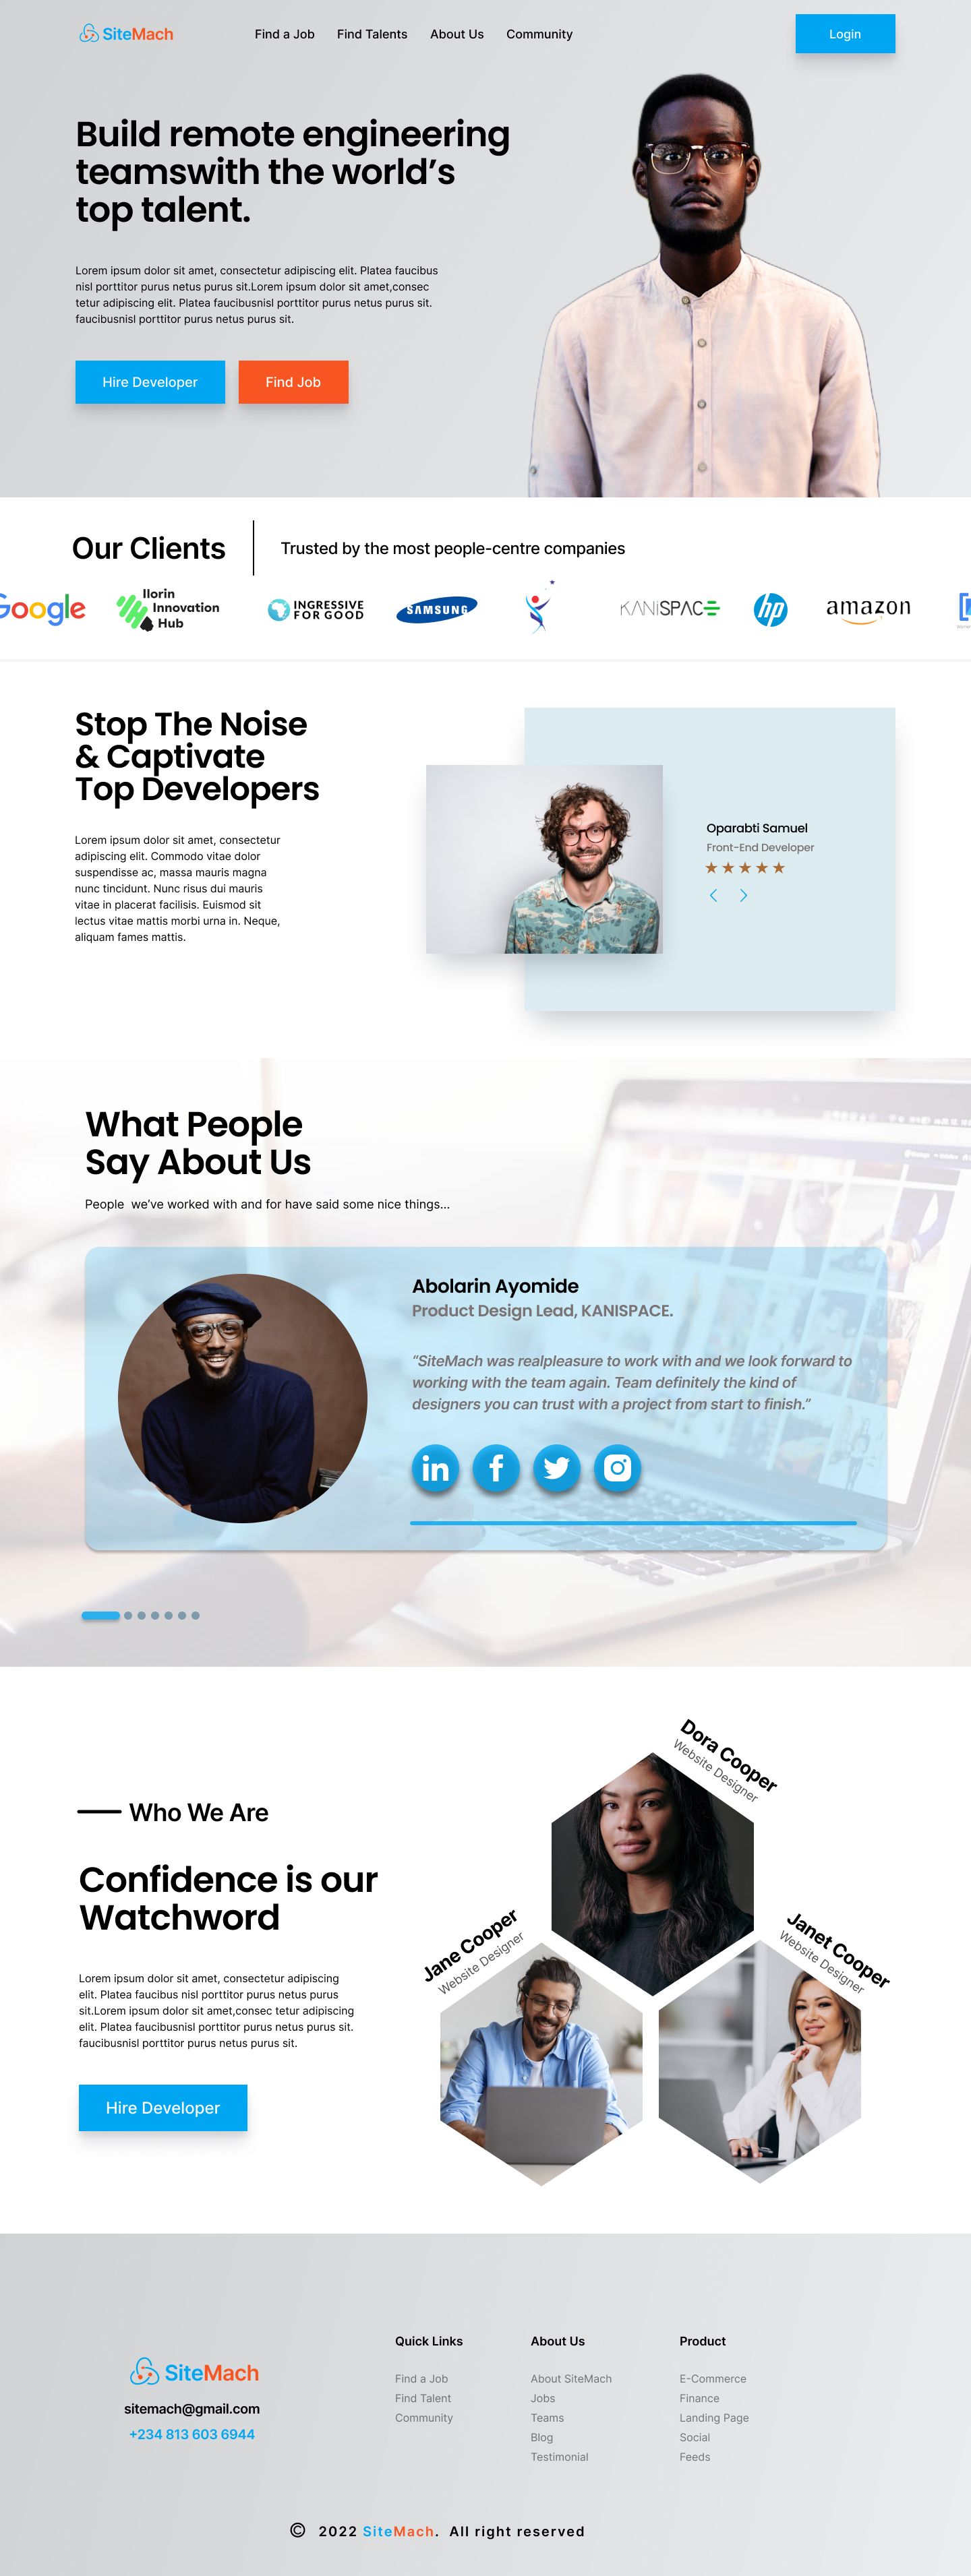 SiteMach
Find a Job
Find Talents
About Us
Community
Login
Build remote engineering
teamswith the world’s
top talent.
Lorem ipsum dolor sit amet, consectetur adipiscing elit. Platea faucibus
nisl porttitor purus netus purus sit.Lorem ipsum dolor sit amet,consec
tetur adipiscing elit. Platea faucibusnisl porttitor purus netus purus sit.
faucibusnisl porttitor purus netus purus sit.
Hire Developer
Find Job
Our Clients
Trusted by the most people-centre companies
Google
Ilorin
Innovation
Hub
INGRESSIVE
FOR GOOD
SAMSUNG
KANiSPAC
hp
amazon
Stop The Noise
& Captivate
Top Developers
Lorem ipsum dolor sit amet, consectetur
adipiscing elit. Commodo vitae dolor
suspendisse ac, massa mauris magna
nunc tincidunt. Nunc risus dui mauris
vitae in placerat facilisis. Euismod sit
lectus vitae mattis morbi urna in. Neque,
aliquam fames mattis.
Oparabti Samuel
Front-End Developer
What People
Say About Us
People  we’ve worked with and for have said some nice things...
Abolarin Ayomide
Product Design Lead, KANISPACE.
“SiteMach was realpleasure to work with and we look forward to
working with the team again. Team definitely the kind of
designers you can trust with a project from start to finish.”
in
f
Who We Are
Confidence is our
Watchword
Lorem ipsum dolor sit amet, consectetur adipiscing
elit. Platea faucibus nisl porttitor purus netus purus
sit.Lorem ipsum dolor sit amet,consec tetur adipiscing
elit. Platea faucibusnisl porttitor purus netus purus sit.
faucibusnisl porttitor purus netus purus sit.
Hire Developer
Dora Cooper
Website Designer
Jane Cooper
Website Designer
Janet Cooper
Website Designer
SiteMach
sitemach@gmail.com
+234 813 603 6944
Quick Links
Find a Job
Find Talent
Community
About Us
About SiteMach
Jobs
Teams
Blog
Testimonial
Product
E-Commerce
Finance
Landing Page
Social
Feeds
© 2022 SiteMach.  All right reserved